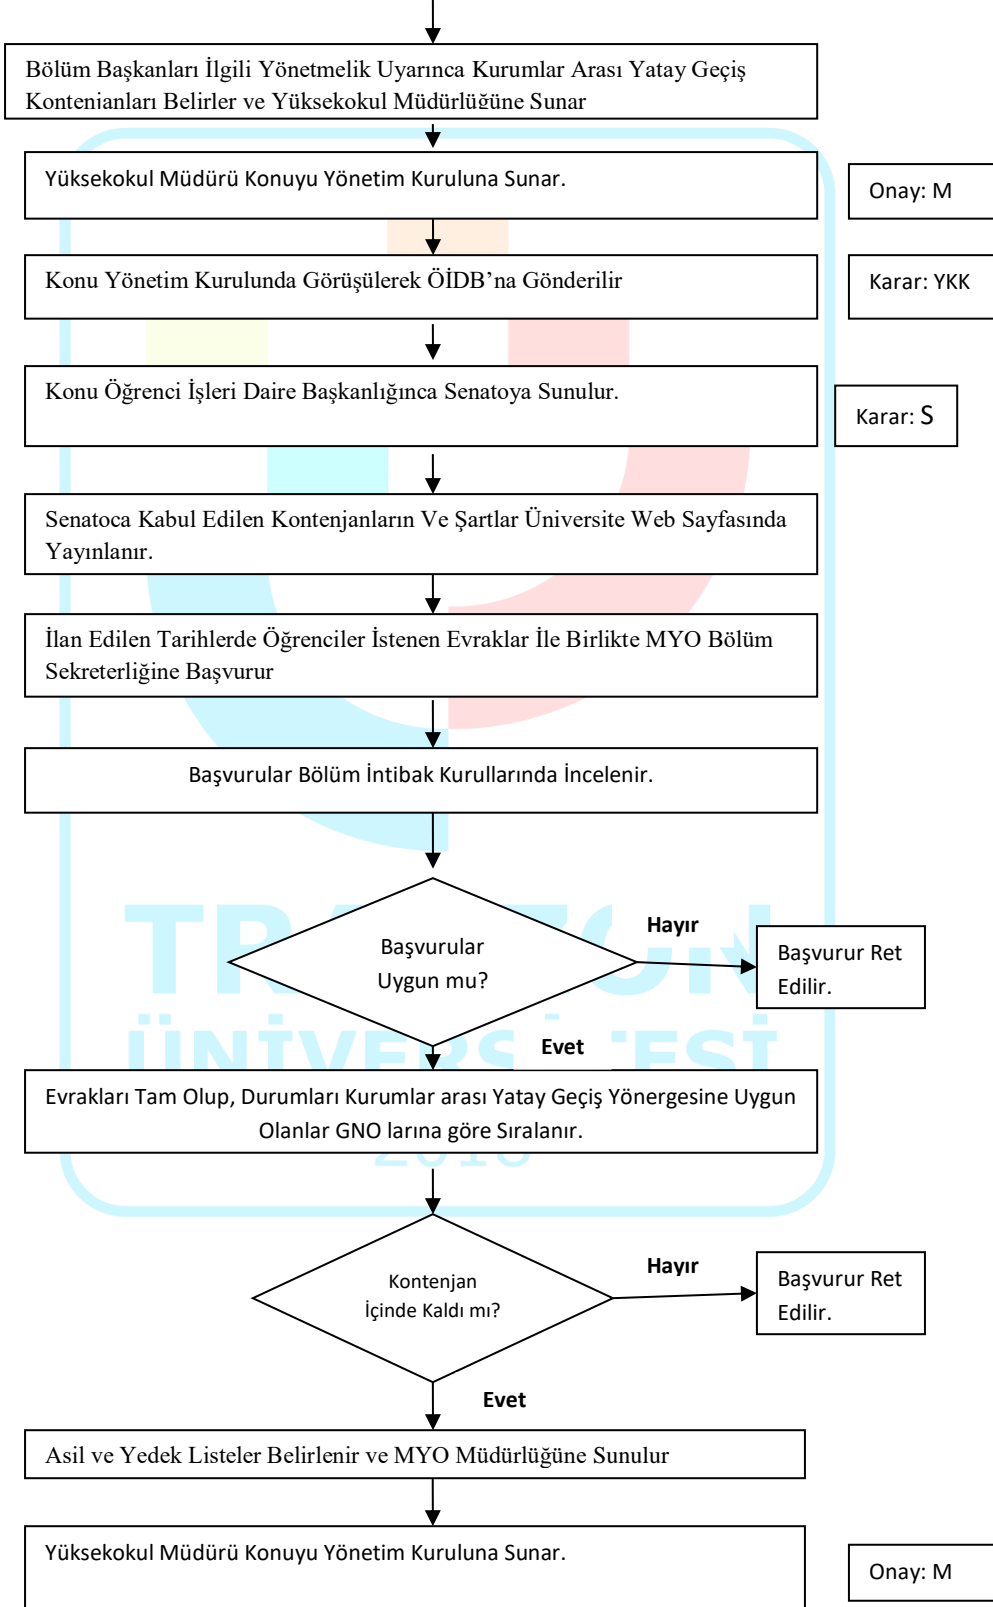 Bölüm Başkanları İlgili Yönetmelik Uyarınca Kurumlar Arası Yatay Geçiş
Kontenjanları Belirler ve Yüksekokul Müdürlüğüne Sunar
Yüksekokul Müdürü Konuyu Yönetim Kuruluna Sunar.
Onay: M
Konu Yönetim Kurulunda Görüşülerek ÖİDB’na Gönderilir
Karar: YKK
Konu Öğrenci İşleri Daire Başkanlığınca Senatoya Sunulur.
Karar: S
Senatoca Kabul Edilen Kontenjanların Ve Şartlar Üniversite Web Sayfasında
Yayınlanır.
İlan Edilen Tarihlerde Öğrenciler İstenen Evraklar İle Birlikte MYO Bölüm
Sekreterliğine Başvurur
Başvurular Bölüm İntibak Kurullarında İncelenir.
Başvurular
Uygun mu?
Hayır
Başvurur Ret
Edilir.
Evet
Evrakları Tam Olup, Durumları Kurumlar arası Yatay Geçiş Yönergesine Uygun
Olanlar GNO larına göre Sıralanır.
Kontenjan
İçinde Kaldı mı?
Hayır
Başvurur Ret
Edilir.
Evet
Asil ve Yedek Listeler Belirlenir ve MYO Müdürlüğüne Sunulur
Yüksekokul Müdürü Konuyu Yönetim Kuruluna Sunar.
Onay: M